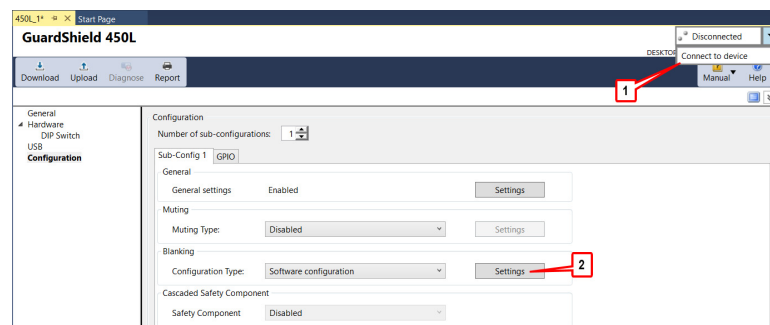 450L_1* Start Page
GuardShield 450L
Disconnected
DESKTOP
Connect to device
Download Upload Diagnose Report
Manual Help
1
General
Hardware
DIP Switch
USB
Configuration
Configuration
Number of sub-configurations: 1
Sub-Config 1 GPIO
General
General settings Enabled Settings
Muting
Muting Type: Disabled Settings
Blanking
Configuration Type: Software configuration Settings
2
Cascaded Safety Component
Safety Component Disabled